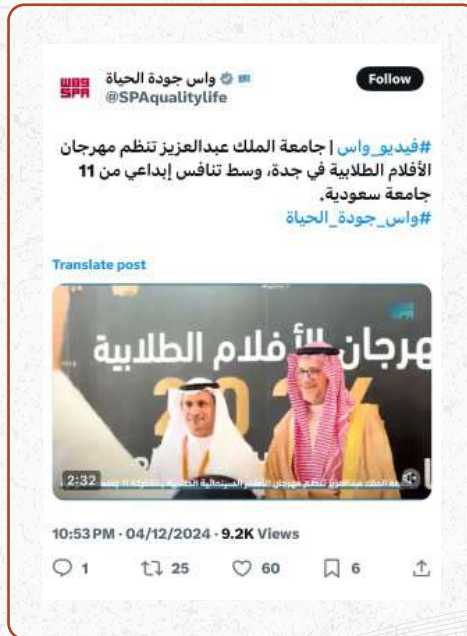 واس جودة الحياة
@SPAqualitylife
Follow
واس
SPA
#فيديو_واس | جامعة الملك عبدالعزيز تنظم مهرجان
الأفلام الطلابية في جدة، وسط تنافس إبداعي من 11
جامعة سعودية.
#واس_جودة_الحياة
Translate post
مهرجان الأفلام الطلابية
2:32
10:53 PM · 04/12/2024 · 9.2K Views
1 25 60 6